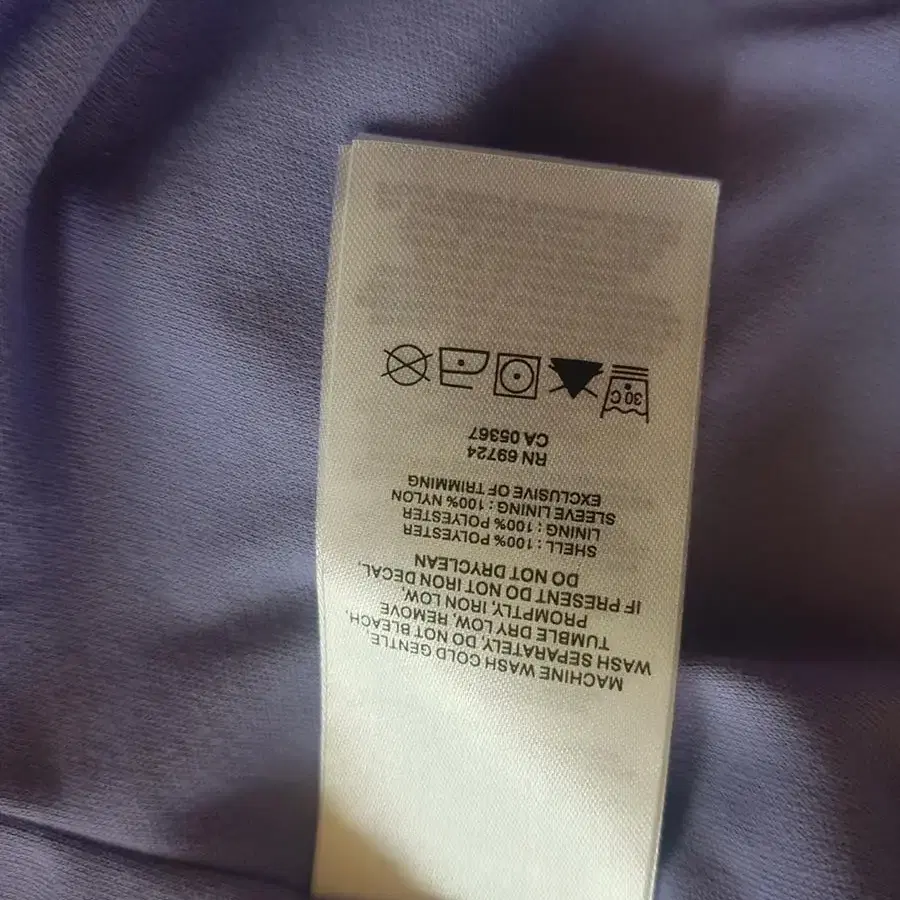 MACHINE WASH COLD GENTLE,
WASH SEPARATELY, DO NOT BLEACH,
TUMBLE DRY LOW, REMOVE
PROMPTLY, IRON LOW,
IF PRESENT DO NOT IRON DECAL,
DO NOT DRYCLEAN
SHELL : 100% POLYESTER
LINING : 100% POLYESTER
SLEEVE LINING : 100% NYLON
EXCLUSIVE OF TRIMMING
RN 69724
CA 05367
30 C